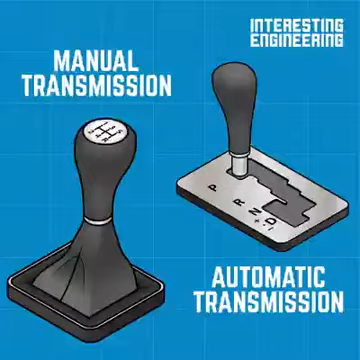 INTERESTING
ENGINEERING
MANUAL
TRANSMISSION
P
R
N
D
+
-
AUTOMATIC
TRANSMISSION